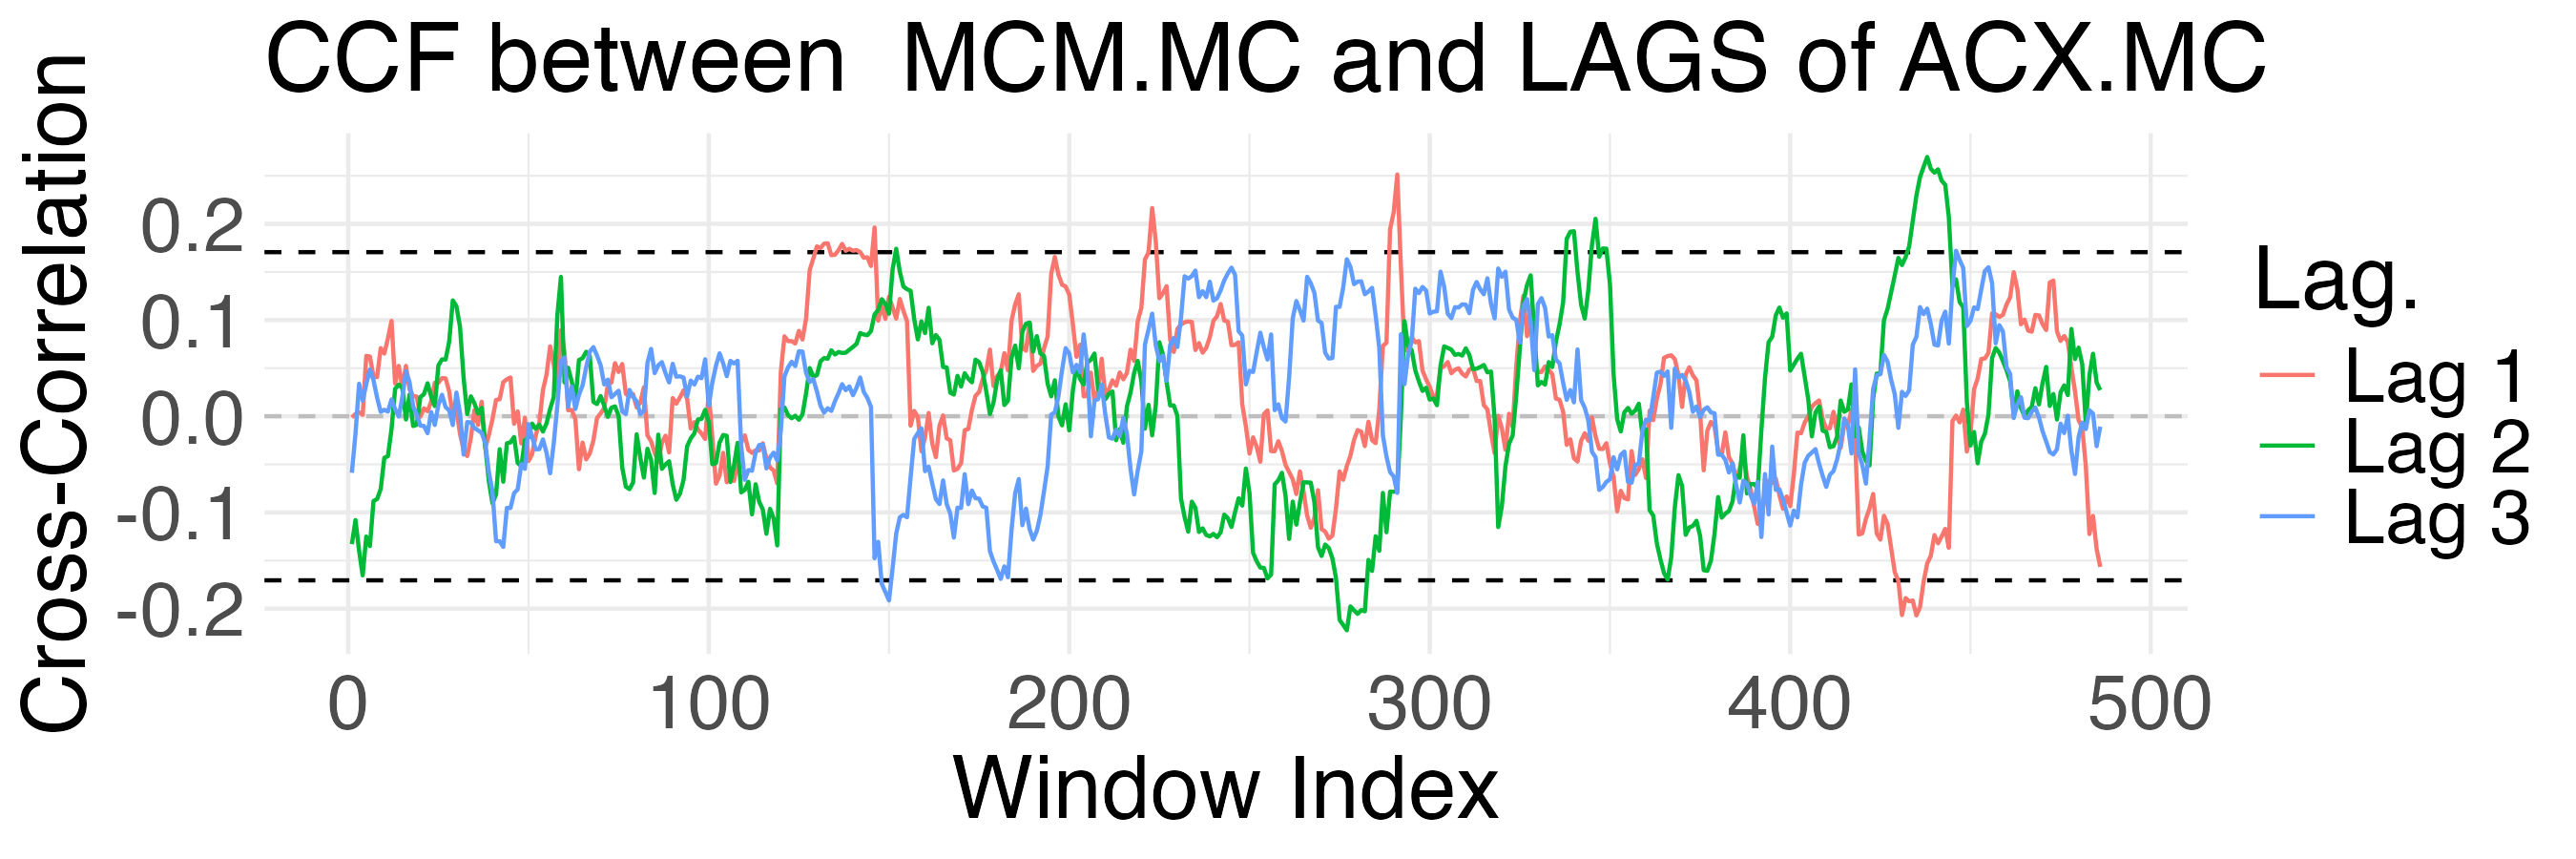 CCF between  MCM.MC and LAGS of ACX.MC
Cross-Correlation
0.2
0.1
0.0
-0.1
-0.2
0 100 200 300 400 500
Window Index
Lag.
Lag 1
Lag 2
Lag 3